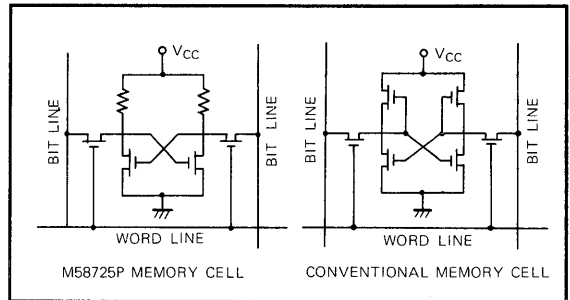 VCC
BIT LINE
BIT LINE
WORD LINE
M58725P MEMORY CELL
VCC
BIT LINE
BIT LINE
WORD LINE
CONVENTIONAL MEMORY CELL